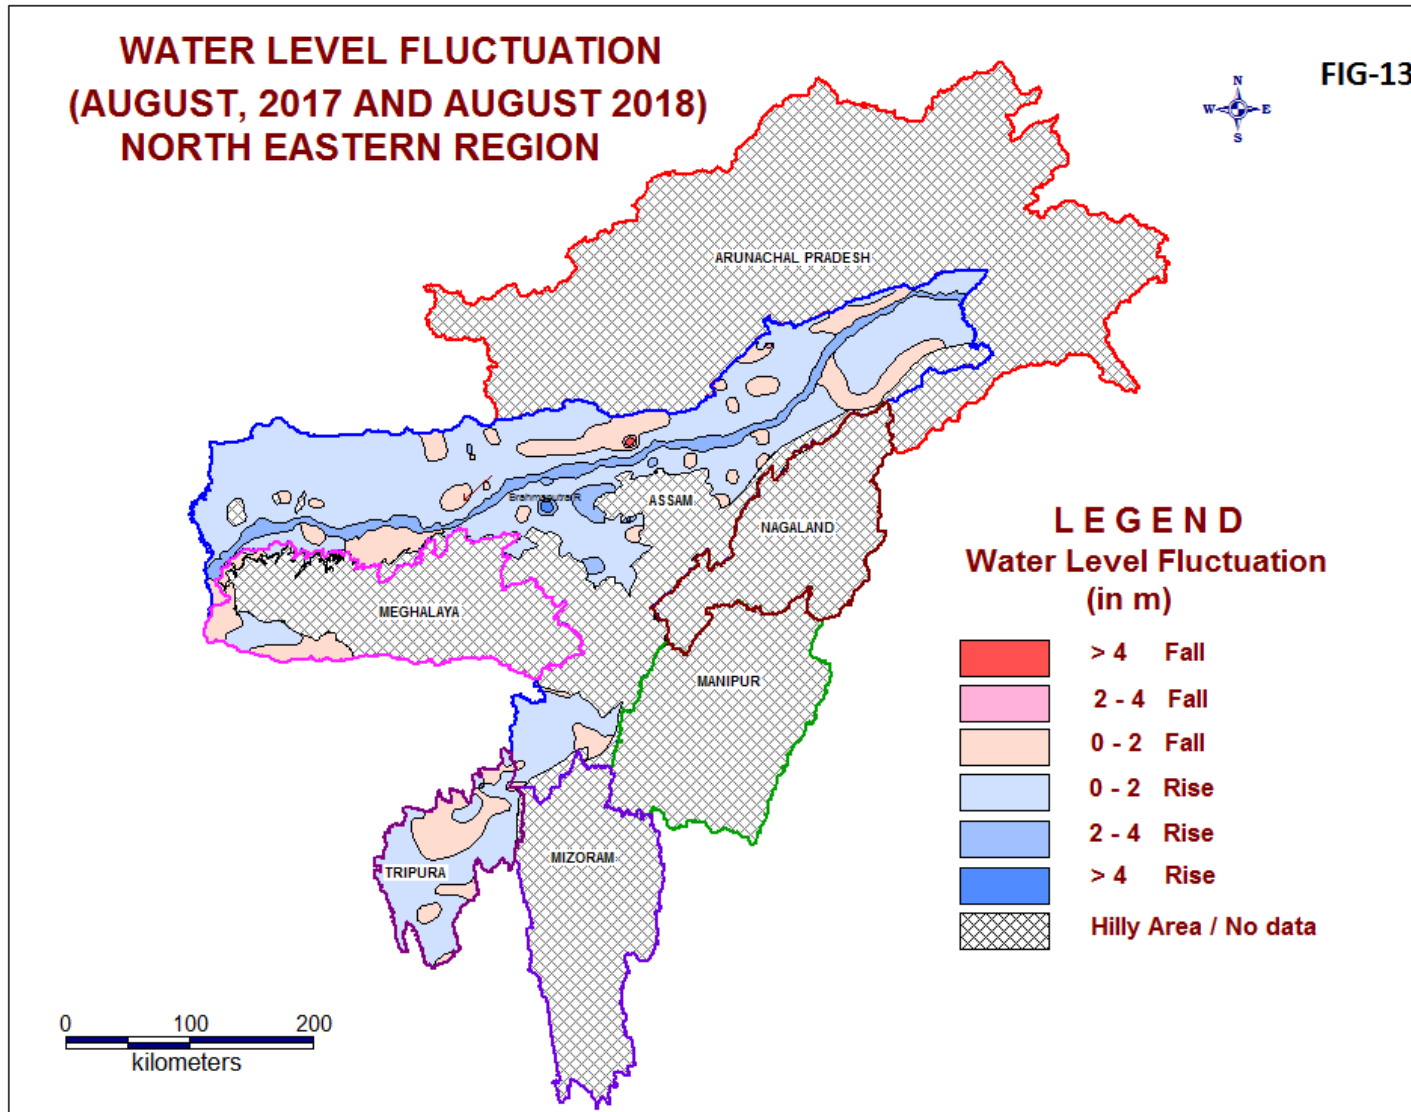 WATER LEVEL FLUCTUATION
(AUGUST, 2017 AND AUGUST 2018)
NORTH EASTERN REGION
FIG-13
N
W E
S
ARUNACHAL PRADESH
Brahmaputra R
ASSAM
NAGALAND
MEGHALAYA
MANIPUR
MIZORAM
TRIPURA
LEGEND
Water Level Fluctuation
(in m)
> 4 Fall
2 - 4 Fall
0 - 2 Fall
0 - 2 Rise
2 - 4 Rise
> 4 Rise
Hilly Area / No data
0 100 200
kilometers